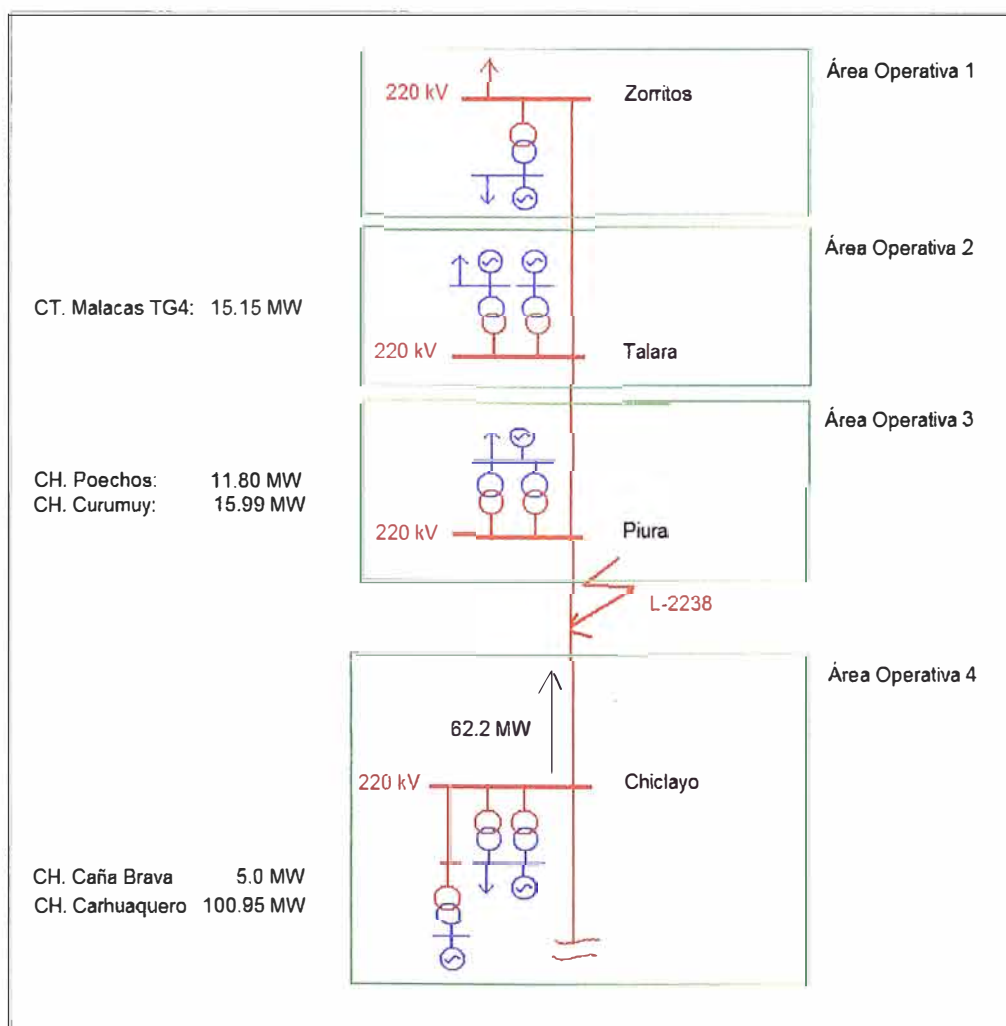 Área Operativa 1
220 kV
Zorritos
Área Operativa 2
CT. Malacas TG4: 15.15 MW
220 kV
Talara
Área Operativa 3
CH. Poechos: 11.80 MW
CH. Curumuy: 15.99 MW
220 kV
Piura
L-2238
Área Operativa 4
62.2 MW
220 kV
Chiclayo
CH. Caña Brava 5.0 MW
CH. Carhuaquero 100.95 MW